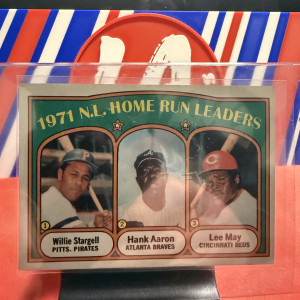 1971 N.L. HOME RUN LEADERS
1 Willie Stargell
PITTS. PIRATES
2 Hank Aaron
ATLANTA BRAVES
3 Lee May
CINCINNATI REDS